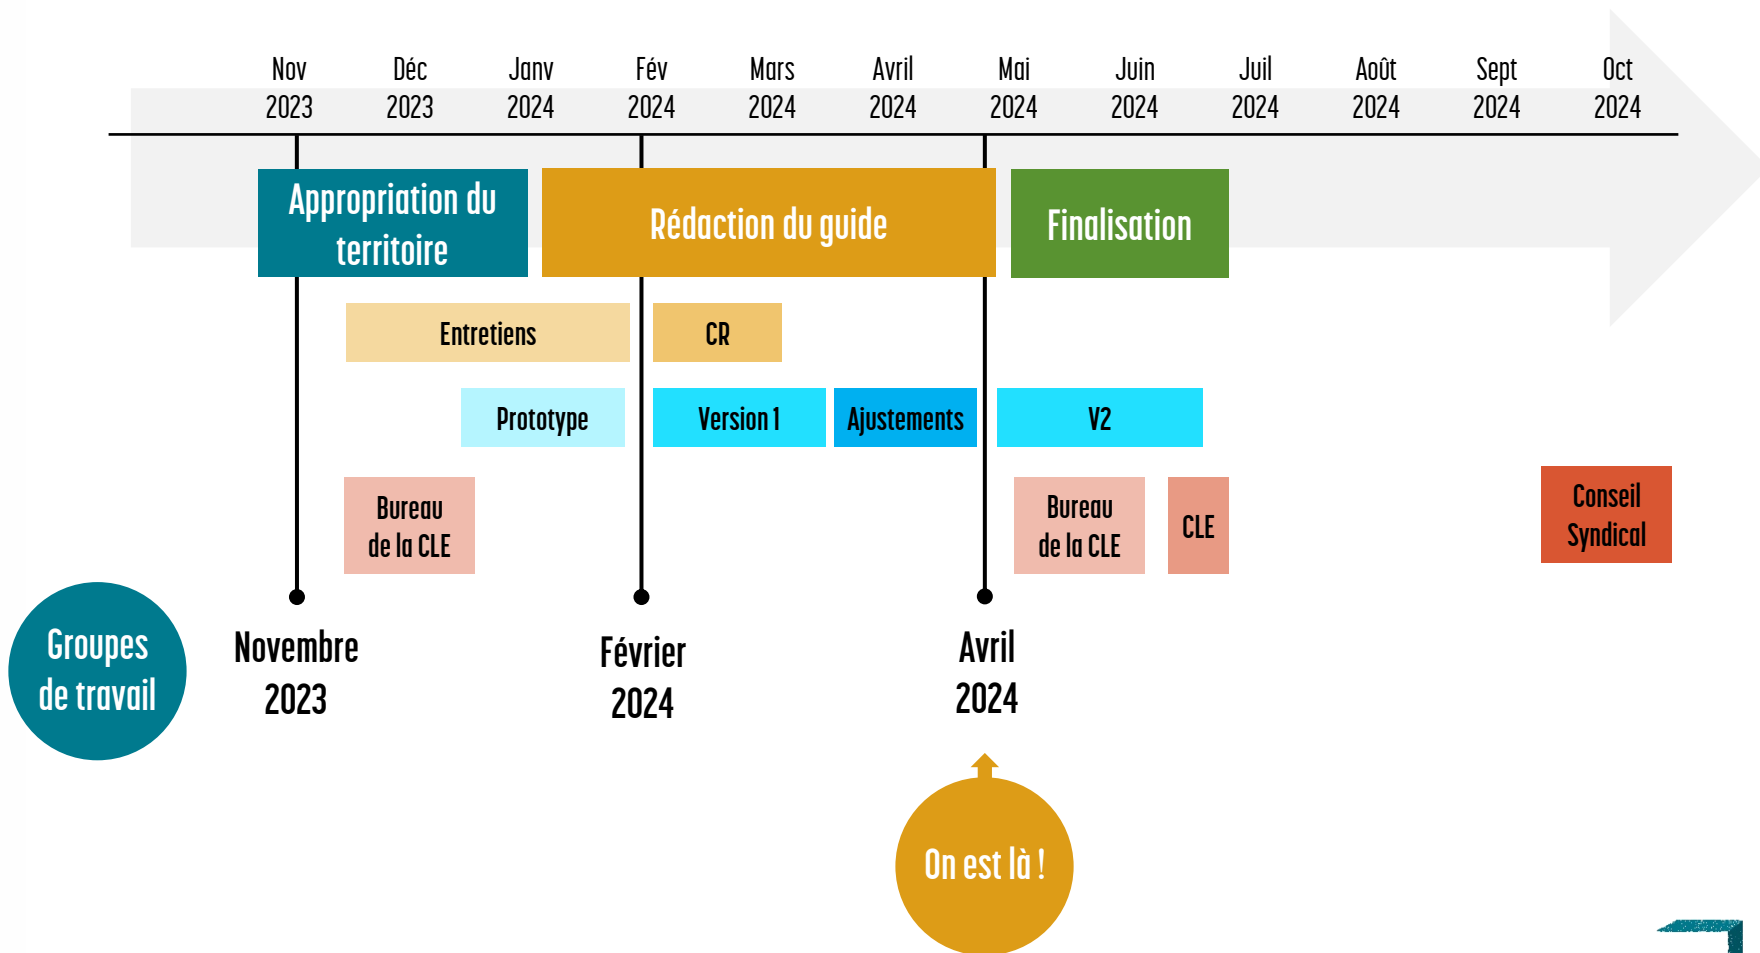 Nov
2023
Déc
2023
Janv
2024
Fév
2024
Mars
2024
Avril
2024
Mai
2024
Juin
2024
Juil
2024
Août
2024
Sept
2024
Oct
2024
Appropriation du
territoire
Rédaction du guide
Finalisation
Entretiens
CR
Prototype
Version 1
Ajustements
V2
Bureau
de la CLE
Bureau
de la CLE
CLE
Conseil
Syndical
Groupes
de travail
Novembre
2023
Février
2024
Avril
2024
On est là !